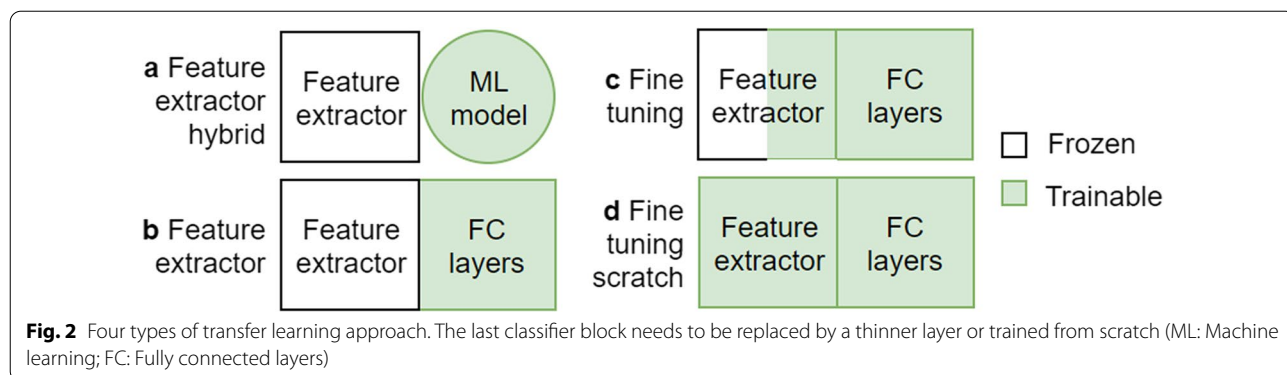 a Feature
extractor
hybrid
Feature
extractor
ML
model
b Feature
extractor
Feature
extractor
FC
layers
c Fine
tuning
Feature
extractor
FC
layers
d Fine
tuning
scratch
Feature
extractor
FC
layers
Frozen
Trainable
Fig. 2 Four types of transfer learning approach. The last classifier block needs to be replaced by a thinner layer or trained from scratch (ML: Machine
learning; FC: Fully connected layers)